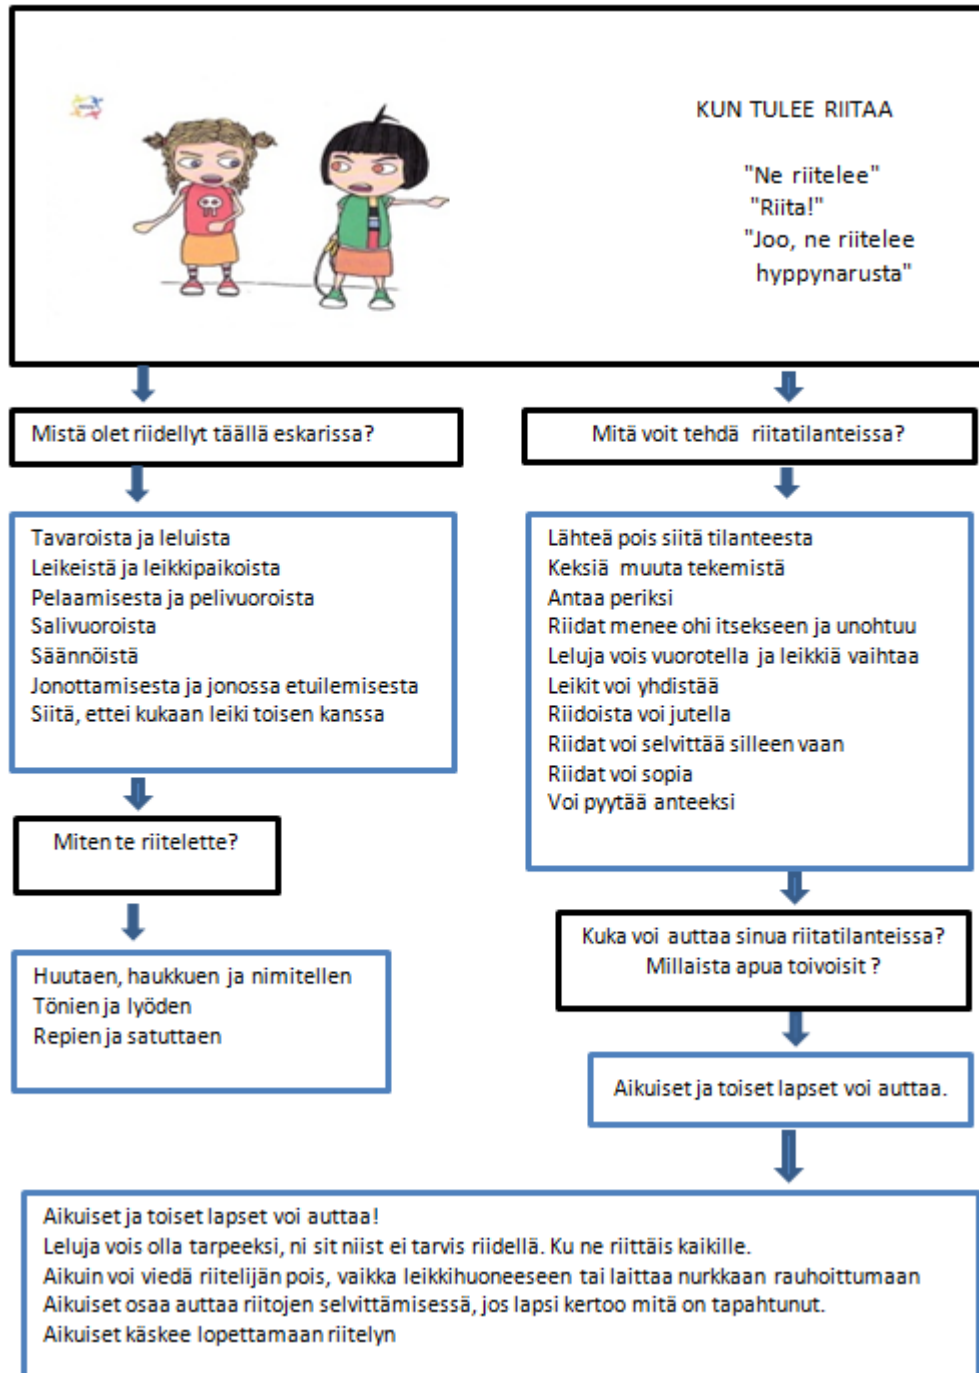 KUN TULEE RIITAA
"Ne riitelee"
"Riita!"
"Joo, ne riitelee
hyppynarusta"
Mistä olet riidellyt täällä eskarissa?
Tavaroista ja leluista
Leikeistä ja leikkipaikoista
Pelaamisesta ja pelivuoroista
Salivuoroista
Säännöistä
Jonottamisesta ja jonossa etuilemisesta
Siitä, ettei kukaan leiki toisen kanssa
Miten te riitelette?
Huutaen, haukkuen ja nimitellen
Tönien ja lyöden
Repien ja satuttaen
Mitä voit tehdä riitatilanteissa?
Lähteä pois siitä tilanteesta
Keksiä muuta tekemistä
Antaa periksi
Riidat menee ohi itsekseen ja unohtuu
Leluja vois vuorotella ja leikkiä vaihtaa
Leikit voi yhdistää
Riidoista voi jutella
Riidat voi selvittää silleen vaan
Riidat voi sopia
Voi pyytää anteeksi
Kuka voi auttaa sinua riitatilanteissa?
Millaista apua toivoisit ?
Aikuiset ja toiset lapset voi auttaa.
Aikuiset ja toiset lapset voi auttaa!
Leluja vois olla tarpeeksi, ni sit niist ei tarvis riidellä. Ku ne riittäis kaikille.
Aikuin voi viedä riitelijän pois, vaikka leikkihuoneeseen tai laittaa nurkkaan rauhoittumaan
Aikuiset osaa auttaa riitojen selvittämisessä, jos lapsi kertoo mitä on tapahtunut.
Aikuiset käskee lopettamaan riitelyn